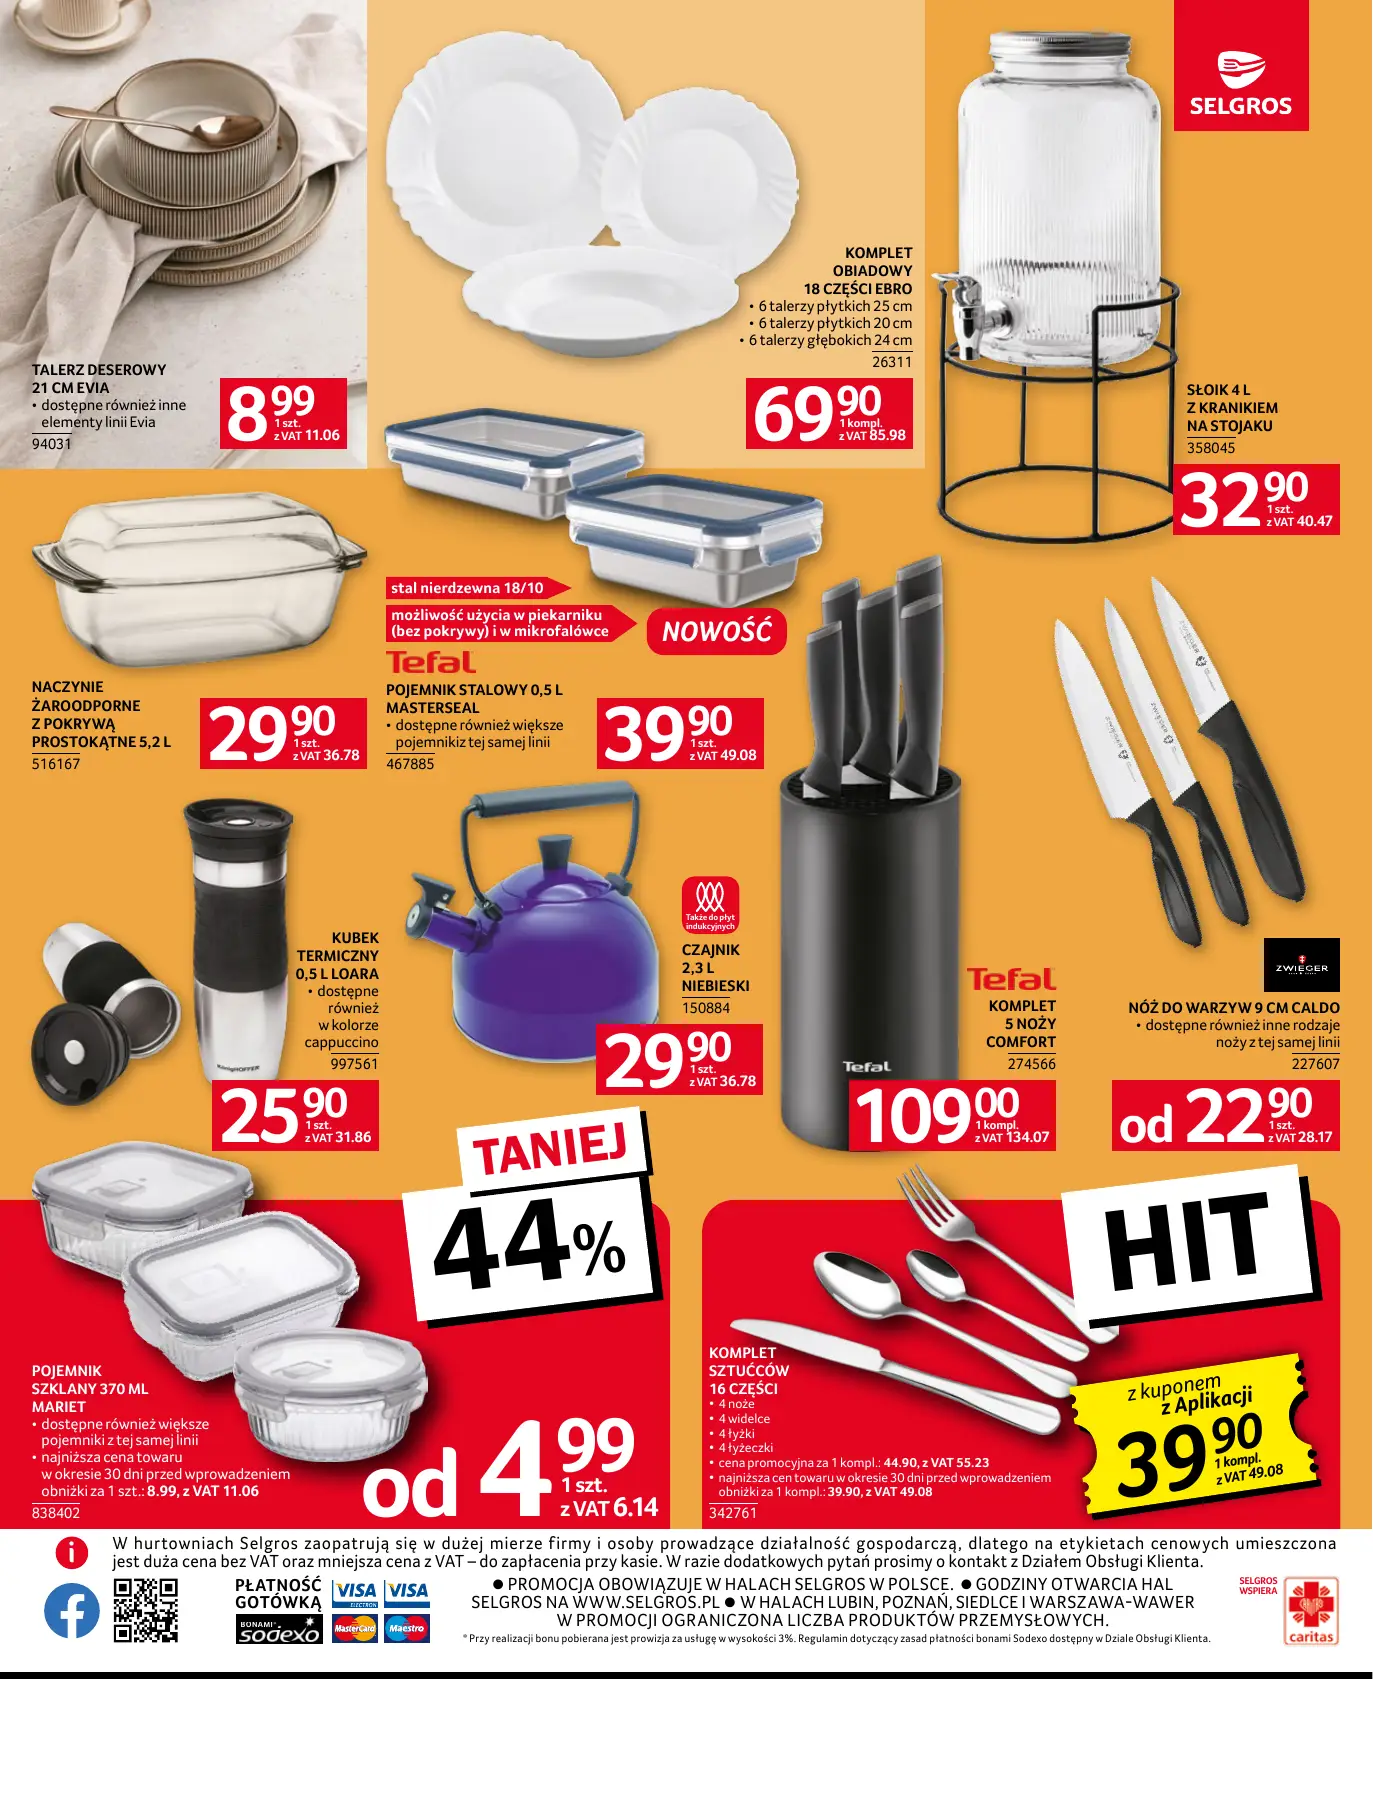 SELGROS
TALERZ DESEROWY
21 CM EVIA
• dostępne również inne
elementy linii Evia
94031
8 99
1 szt.
z VAT 11.06
KOMPLET
OBIADOWY
18 CZĘŚCI EBRO
• 6 talerzy płytkich 25 cm
• 6 talerzy płytkich 20 cm
• 6 talerzy głębokich 24 cm
26311
69 90
1 kompl.
z VAT 85.98
SŁOIK 4 L
Z KRANIKIEM
NA STOJAKU
358045
32 90
1 szt.
z VAT 40.47
NACZYNIE
ŻAROODPORNE
Z POKRYWĄ
PROSTOKĄTNE 5,2 L
516167
29 90
1 szt.
z VAT 36.78
stal nierdzewna 18/10
możliwość użycia w piekarniku
(bez pokrywy) i w mikrofalówce
NOWOŚĆ
Tefal
POJEMNIK STALOWY 0,5 L
MASTERSEAL
• dostępne również większe
pojemnikiz tej samej linii
467885
39 90
1 szt.
z VAT 49.08
KUBEK
TERMICZNY
0,5 L LOARA
• dostępne
również
w kolorze
cappuccino
997561
KönigHOFFER
25 90
1 szt.
z VAT 31.86
Także do płyt
indukcyjnych
CZAJNIK
2,3 L
NIEBIESKI
150884
29 90
1 szt.
z VAT 36.78
Tefal
Tefal
KOMPLET
5 NOŻY
COMFORT
274566
109 00
1 kompl.
z VAT 134.07
ZWIEGER
ZWIEGER
ZWIEGER
ZWIEGER
NÓŻ DO WARZYW 9 CM CALDO
• dostępne również inne rodzaje
noży z tej samej linii
227607
od 22 90
1 szt.
z VAT 28.17
TANIEJ
44%
POJEMNIK
SZKLANY 370 ML
MARIET
• dostępne również większe
pojemniki z tej samej linii
• najniższa cena towaru
w okresie 30 dni przed wprowadzeniem
obniżki za 1 szt.: 8.99, z VAT 11.06
838402
od 4 99
1 szt.
z VAT 6.14
HIT
KOMPLET
SZTUĆCÓW
16 CZĘŚCI
• 4 noże
• 4 widelce
• 4 łyżki
• 4 łyżeczki
• cena promocyjna za 1 kompl.: 44.90, z VAT 55.23
• najniższa cen towaru w okresie 30 dni przed wprowadzeniem
obniżki za 1 kompl.: 39.90, z VAT 49.08
342761
z kuponem
z Aplikacji
39 90
1 kompl.
z VAT 49.08
i
W hurtowniach Selgros zaopatrują się w dużej mierze firmy i osoby prowadzące działalność gospodarczą, dlatego na etykietach cenowych umieszczona
jest duża cena bez VAT oraz mniejsza cena z VAT – do zapłacenia przy kasie. W razie dodatkowych pytań prosimy o kontakt z Działem Obsługi Klienta.
PŁATNOŚĆ
GOTÓWKĄ
BONAMI*
sodexo
VISA
ELECTRON
VISA
MasterCard
Maestro
● PROMOCJA OBOWIĄZUJE W HALACH SELGROS W POLSCE. ● GODZINY OTWARCIA HAL
SELGROS NA WWW.SELGROS.PL ● W HALACH LUBIN, POZNAŃ, SIEDLCE I WARSZAWA-WAWER
W PROMOCJI OGRANICZONA LICZBA PRODUKTÓW PRZEMYSŁOWYCH.
* Przy realizacji bonu pobierana jest prowizja za usługę w wysokości 3%. Regulamin dotyczący zasad płatności bonami Sodexo dostępny w Dziale Obsługi Klienta.
SELGROS
WSPIERA
caritas